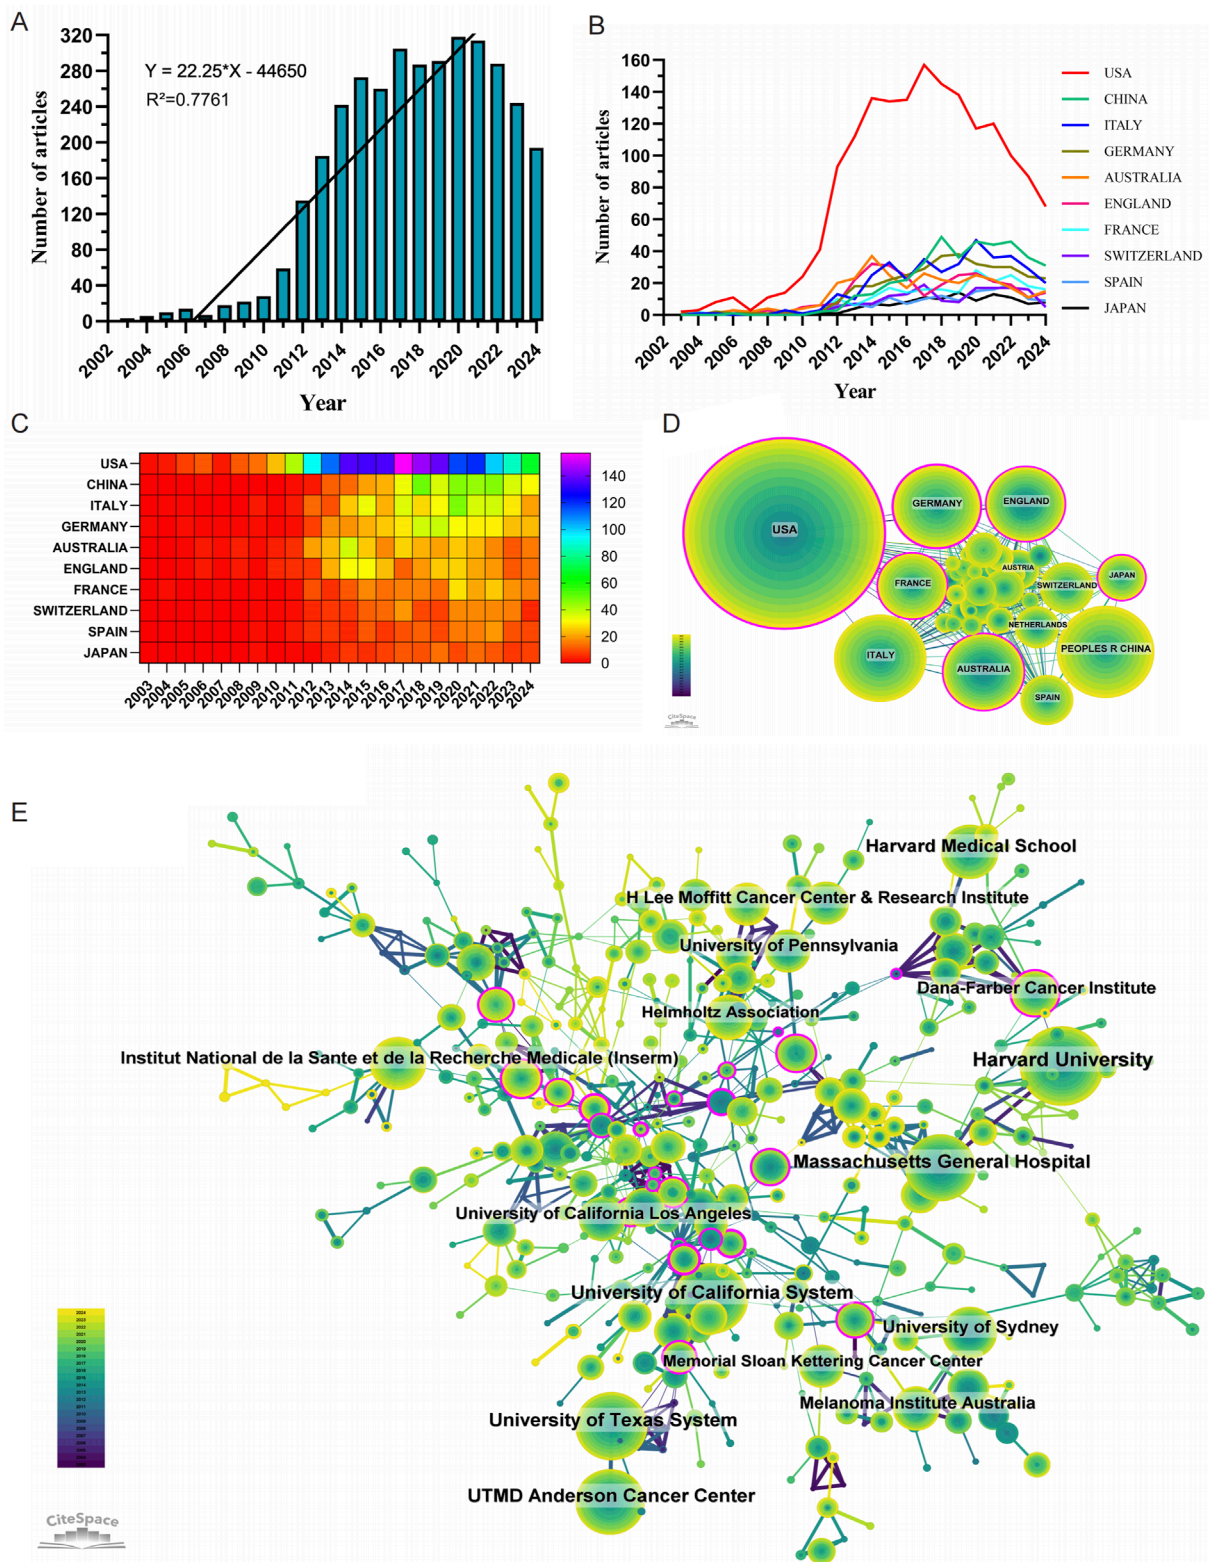 A
Y = 22.25*X - 44650
R²=0.7761
Number of articles
320
280
240
200
160
120
80
40
0
2002
2004
2006
2008
2010
2012
2014
2016
2018
2020
2022
2024
Year
B
Number of articles
160
140
120
100
80
60
40
20
0
2002
2004
2006
2008
2010
2012
2014
2016
2018
2020
2022
2024
Year
USA
CHINA
ITALY
GERMANY
AUSTRALIA
ENGLAND
FRANCE
SWITZERLAND
SPAIN
JAPAN
C
USA
CHINA
ITALY
GERMANY
AUSTRALIA
ENGLAND
FRANCE
SWITZERLAND
SPAIN
JAPAN
2003
2004
2005
2006
2007
2008
2009
2010
2011
2012
2013
2014
2015
2016
2017
2018
2019
2020
2021
2022
2023
2024
140
120
100
80
60
40
20
0
D
USA
GERMANY
ENGLAND
AUSTRIA
FRANCE
SWITZERLAND
JAPAN
NETHERLANDS
ITALY
PEOPLES R CHINA
AUSTRALIA
SPAIN
CiteSpace
E
Harvard Medical School
H Lee Moffitt Cancer Center & Research Institute
University of Pennsylvania
Dana-Farber Cancer Institute
Helmholtz Association
Institut National de la Sante et de la Recherche Medicale (Inserm)
Harvard University
Massachusetts General Hospital
University of California Los Angeles
University of California System
University of Sydney
Memorial Sloan Kettering Cancer Center
Melanoma Institute Australia
University of Texas System
UTMD Anderson Cancer Center
CiteSpace